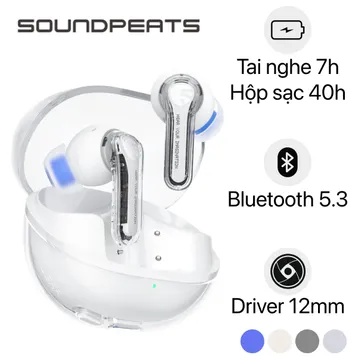 SOUNDPEATS
Tai nghe 7h
Hộp sạc 40h
Bluetooth 5.3
Driver 12mm